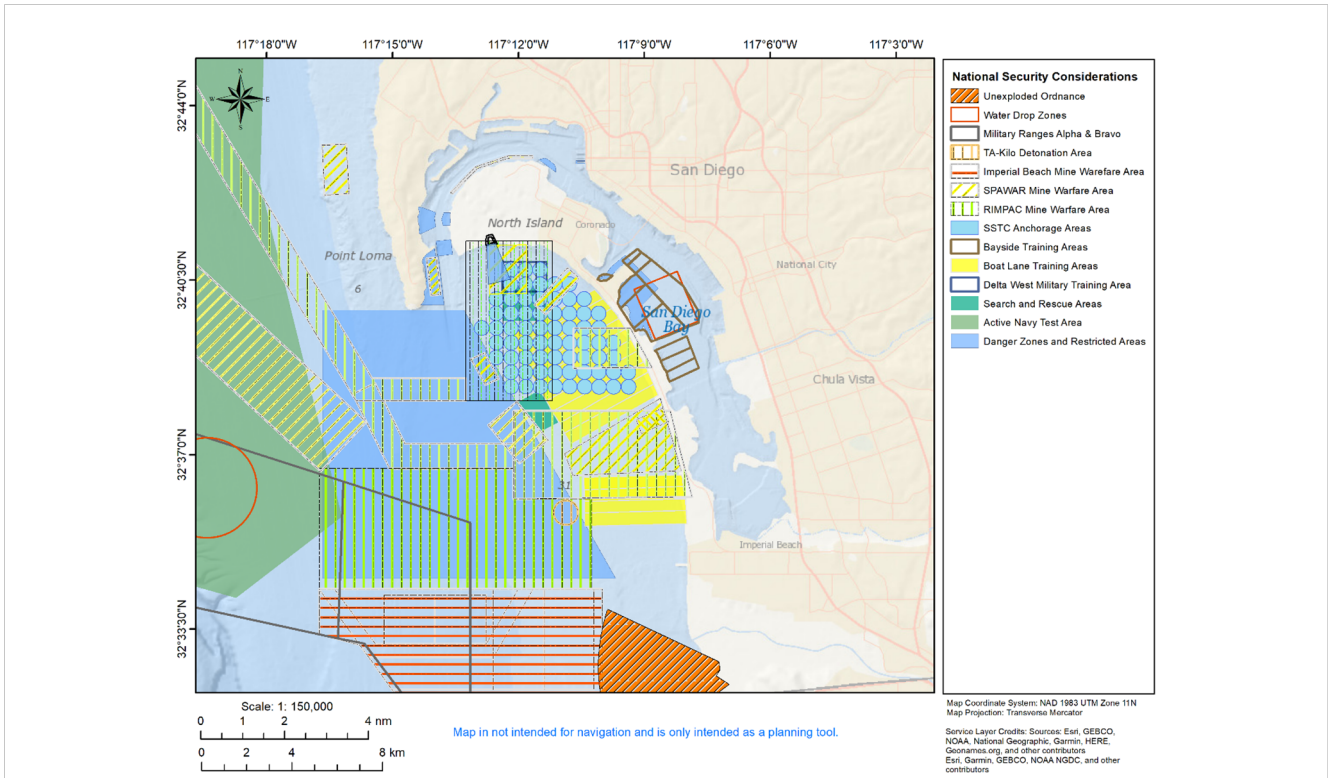 117°18'0"W 117°15'0"W 117°12'0"W 117°9'0"W 117°6'0"W 117°3'30"W
32°44'0"N
32°40'30"N
32°37'0"N
32°33'30"N
N
W E
S
San Diego
North Island
Coronado
Point Loma
National City
6
San Diego
Bay
Chula Vista
31
Imperial Beach
National Security Considerations
Unexploded Ordnance
Water Drop Zones
Military Ranges Alpha & Bravo
TA-Kilo Detonation Area
Imperial Beach Mine Warefare Area
SPAWAR Mine Warfare Area
RIMPAC Mine Warfare Area
SSTC Anchorage Areas
Bayside Training Areas
Boat Lane Training Areas
Delta West Military Training Area
Search and Rescue Areas
Active Navy Test Area
Danger Zones and Restricted Areas
Scale: 1: 150,000
0 1 2 4 nm
0 2 4 8 km
Map in not intended for navigation and is only intended as a planning tool.
Map Coordinate System: NAD 1983 UTM Zone 11N
Map Projection: Transverse Mercator
Service Layer Credits: Sources: Esri, GEBCO,
NOAA, National Geographic, Garmin, HERE,
Geonames.org, and other contributors
Esri, Garmin, GEBCO, NOAA NGDC, and other
contributors